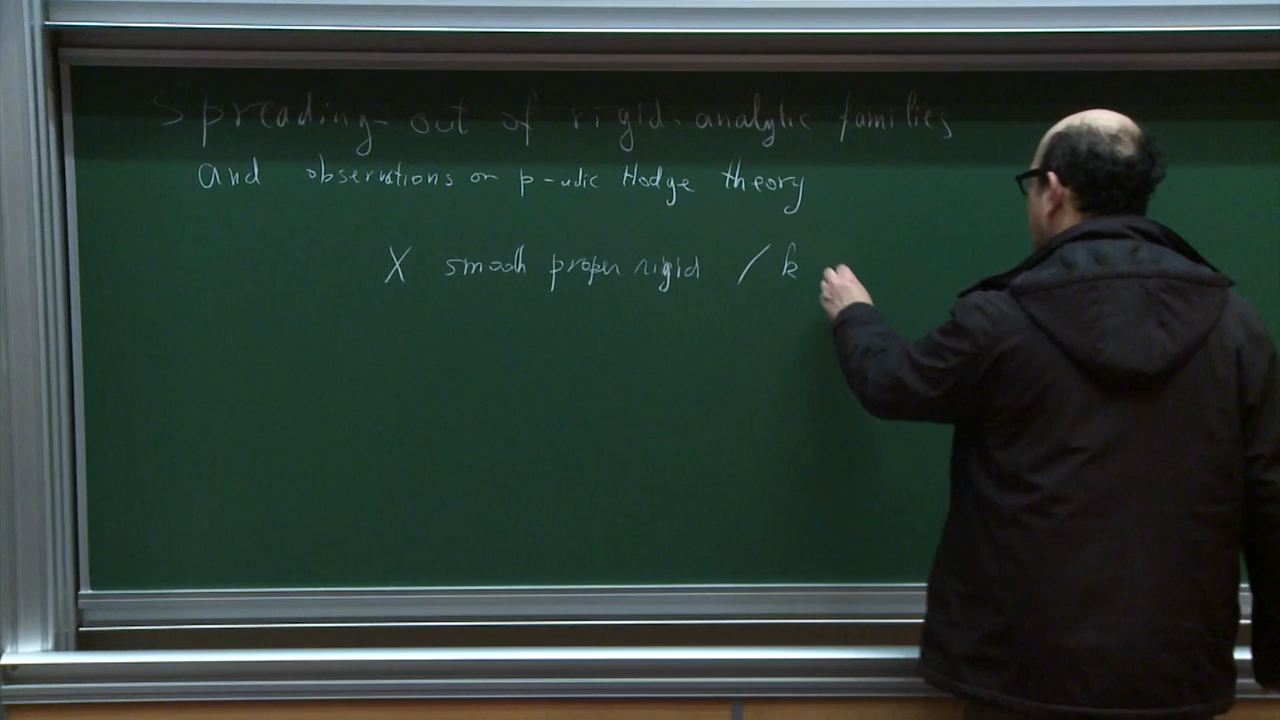 Spreading-out of rigid-analytic families
and observations on p-adic Hodge theory
X smooth proper rigid / k